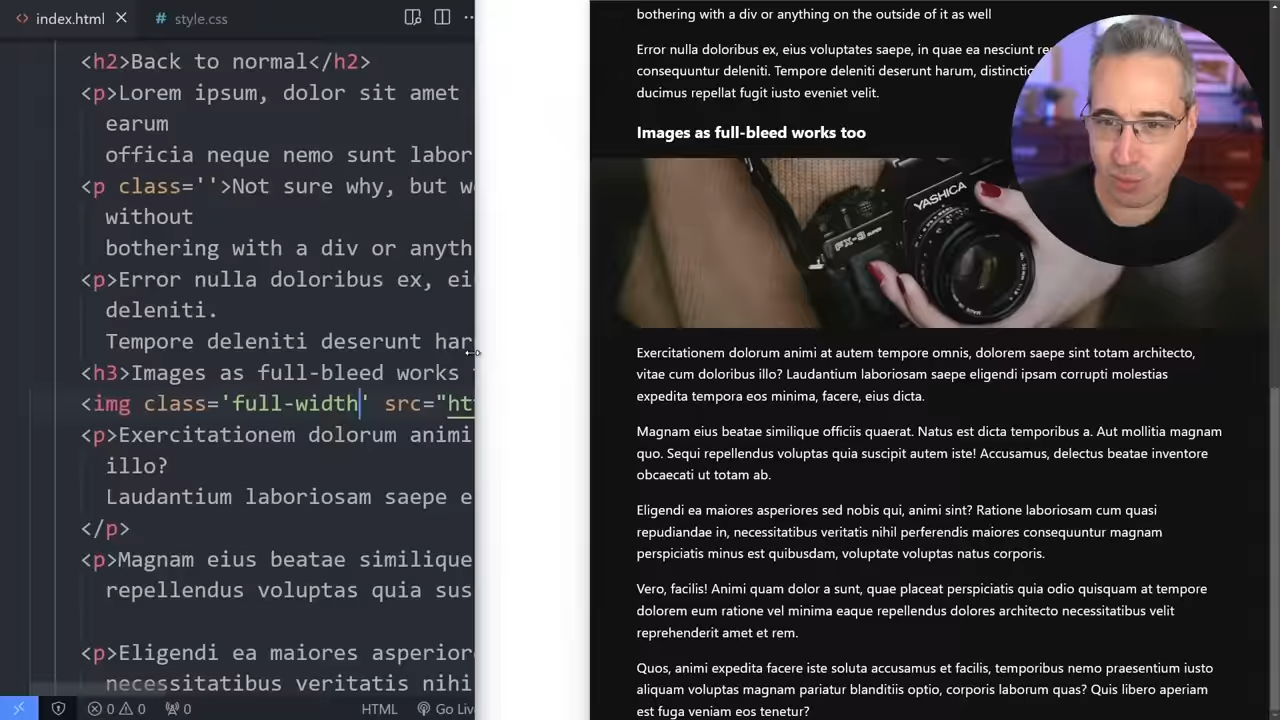 index.html
style.css
<h2>Back to normal</h2>
<p>Lorem ipsum, dolor sit amet
earum
officia neque nemo sunt labor
<p class=''>Not sure why, but w
without
bothering with a div or anyth
<p>Error nulla doloribus ex, ei
deleniti.
Tempore deleniti deserunt har
<h3>Images as full-bleed works
<img class='full-width' src="ht
<p>Exercitationem dolorum animi
illo?
Laudantium laboriosam saepe e
</p>
<p>Magnam eius beatae similique
repellendus voluptas quia sus
<p>Eligendi ea maiores asperior
necessitatibus veritatis nihi
0 0 0 HTML Go Liv
bothering with a div or anything on the outside of it as well
Error nulla doloribus ex, eius voluptates saepe, in quae ea nesciunt re
consequuntur deleniti. Tempore deleniti deserunt harum, distinctio
ducimus repellat fugit iusto eveniet velit.
Images as full-bleed works too
YASHICA
FX-3 SUPER
Exercitationem dolorum animi at autem tempore omnis, dolorem saepe sint totam architecto,
vitae cum doloribus illo? Laudantium laboriosam saepe eligendi ipsam corrupti molestias
expedita tempora eos minima, facere, eius dicta.
Magnam eius beatae similique officiis quaerat. Natus est dicta temporibus a. Aut mollitia magnam
quo. Sequi repellendus voluptas quia suscipit autem iste! Accusamus, delectus beatae inventore
obcaecati ut totam ab.
Eligendi ea maiores asperiores sed nobis qui, animi sint? Ratione laboriosam cum quasi
repudiandae in, necessitatibus veritatis nihil perferendis maiores consequuntur magnam
perspiciatis minus est quibusdam, voluptate voluptas natus corporis.
Vero, facilis! Animi quam dolor a sunt, quae placeat perspiciatis quia odio quisquam at tempore
dolorem eum ratione vel minima eaque repellendus dolores architecto necessitatibus velit
reprehenderit amet et rem.
Quos, animi expedita facere iste soluta accusamus et facilis, temporibus nemo praesentium iusto
aliquam voluptas magnam pariatur blanditiis optio, corporis laborum quas? Quis libero aperiam
est fuga veniam eos tenetur?